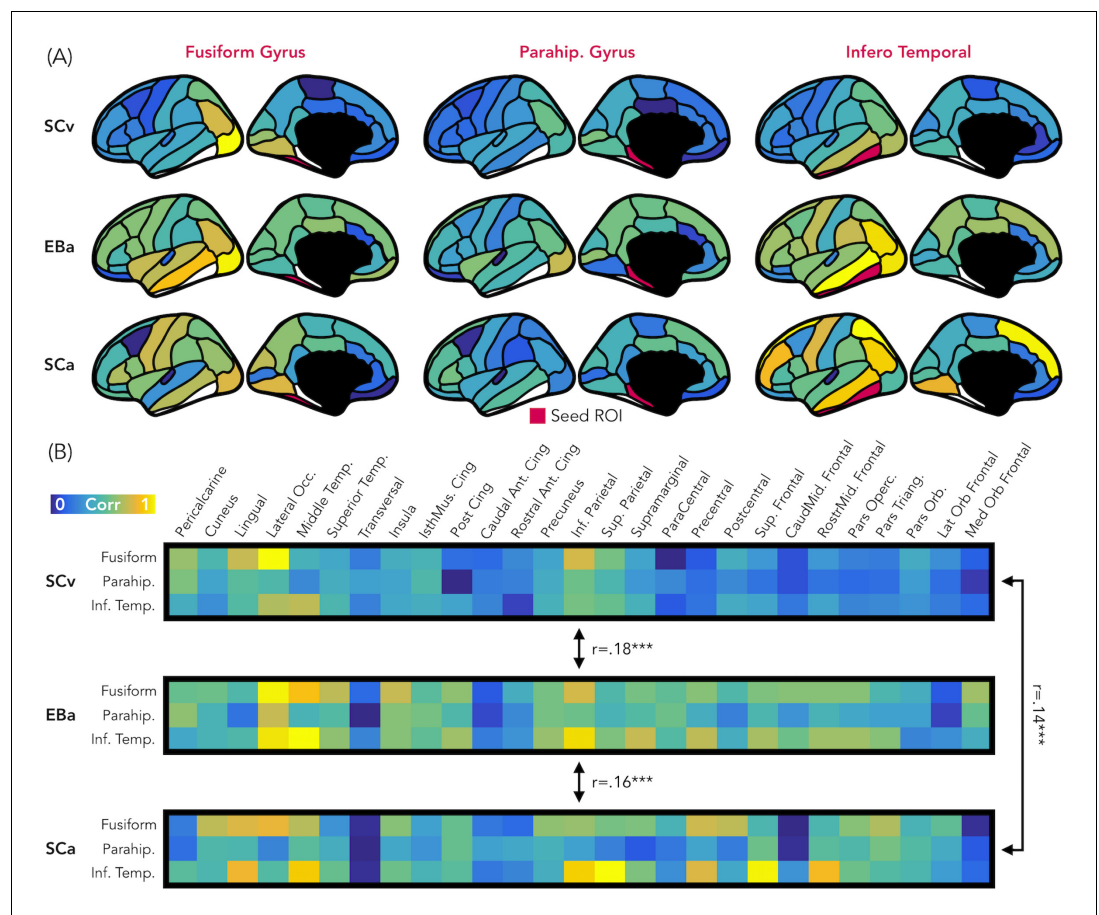 (A)
Fusiform Gyrus
Parahip. Gyrus
Infero Temporal
SCv
EBa
SCa
Seed ROI
(B)
0 Corr 1
Pericalcarine
Cuneus
Lingual
Lateral Occ.
Middle Temp.
Superior Temp.
Transversal
Insula
IsthMus. Cing
Post Cing
Caudal Ant. Cing
Rostral Ant. Cing
Precuneus
Inf. Parietal
Sup. Parietal
Supramarginal
ParaCentral
Precentral
Postcentral
Sup. Frontal
CaudMid. Frontal
RostrMid. Frontal
Pars Operc.
Pars Triang.
Pars Orb.
Lat Orb Frontal
Med Orb Frontal
SCv
Fusiform
Parahip.
Inf. Temp.
r=.18***
EBa
Fusiform
Parahip.
Inf. Temp.
r=.14***
r=.16***
SCa
Fusiform
Parahip.
Inf. Temp.